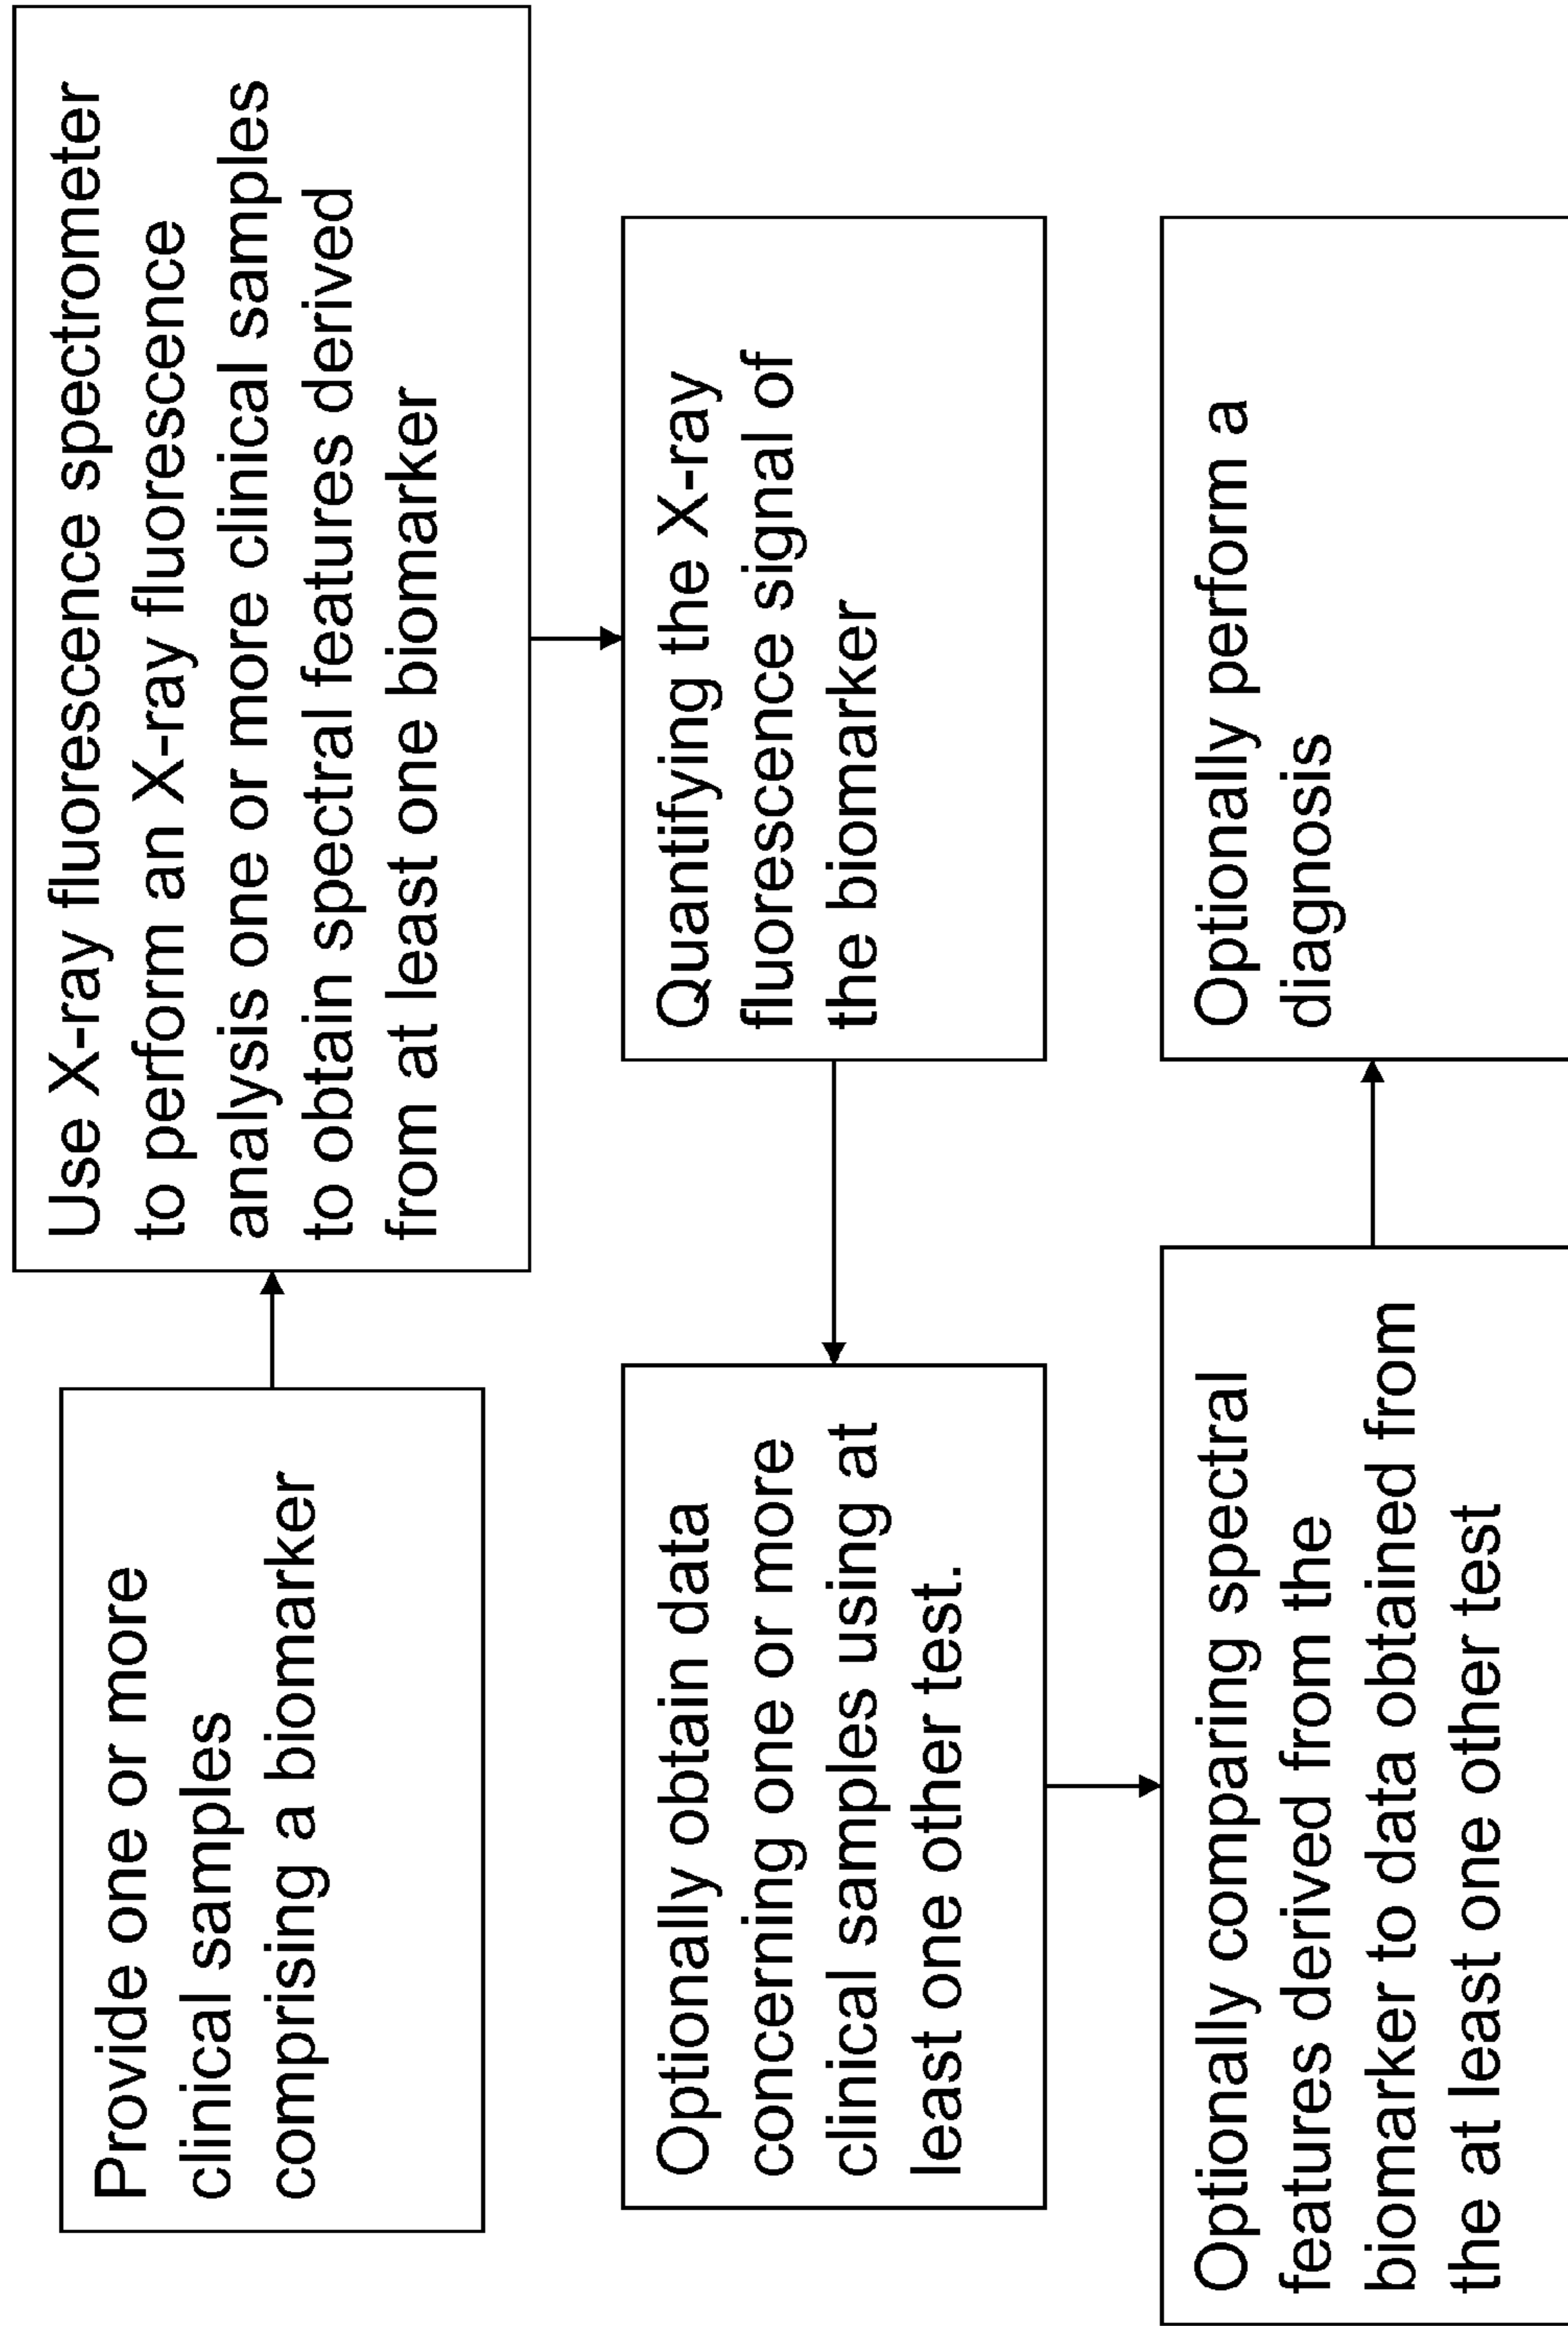 Provide one or more
clinical samples
comprising a biomarker
Use X-ray fluorescence spectrometer
to perform an X-ray fluorescence
analysis one or more clinical samples
to obtain spectral features derived
from at least one biomarker
Quantifying the X-ray
fluorescence signal of
the biomarker
Optionally obtain data
concerning one or more
clinical samples using at
least one other test.
Optionally comparing spectral
features derived from the
biomarker to data obtained from
the at least one other test
Optionally perform a
diagnosis